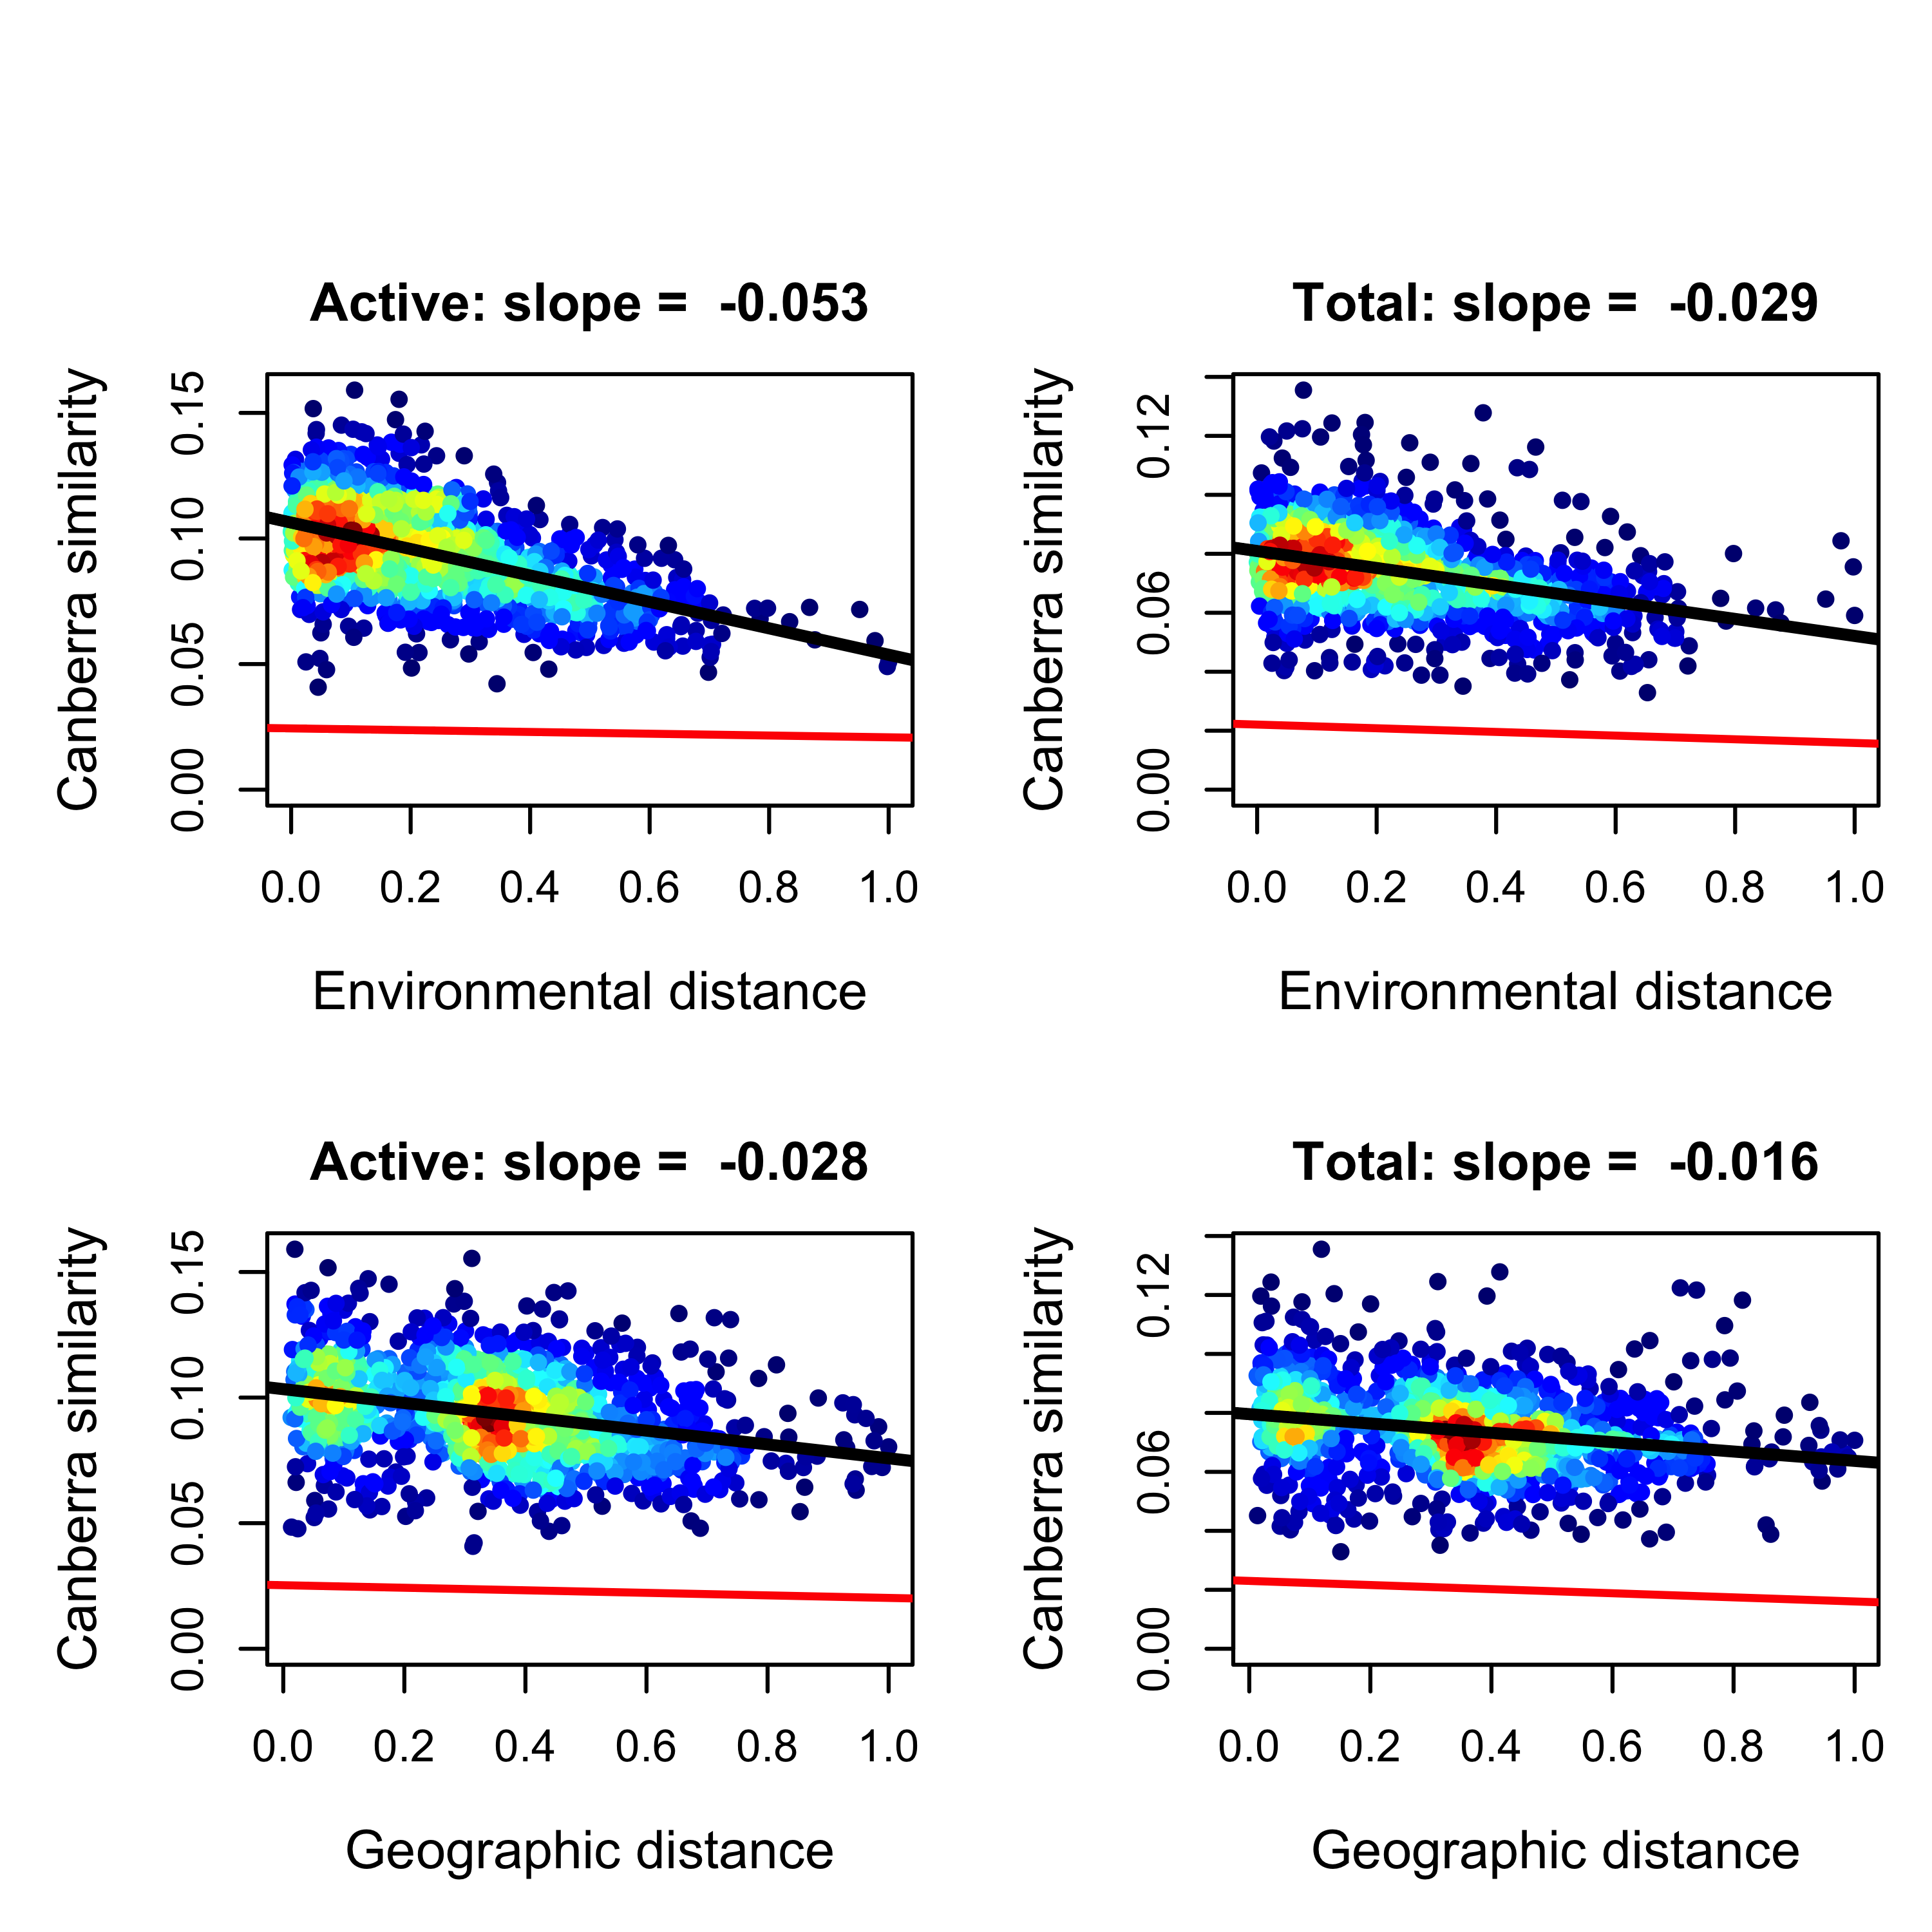 Active: slope =  -0.053
Canberra similarity
0.15
0.10
0.05
0.00
0.0 0.2 0.4 0.6 0.8 1.0
Environmental distance
Total: slope =  -0.029
Canberra similarity
0.12
0.06
0.00
0.0 0.2 0.4 0.6 0.8 1.0
Environmental distance
Active: slope =  -0.028
Canberra similarity
0.15
0.10
0.05
0.00
0.0 0.2 0.4 0.6 0.8 1.0
Geographic distance
Total: slope =  -0.016
Canberra similarity
0.12
0.06
0.00
0.0 0.2 0.4 0.6 0.8 1.0
Geographic distance